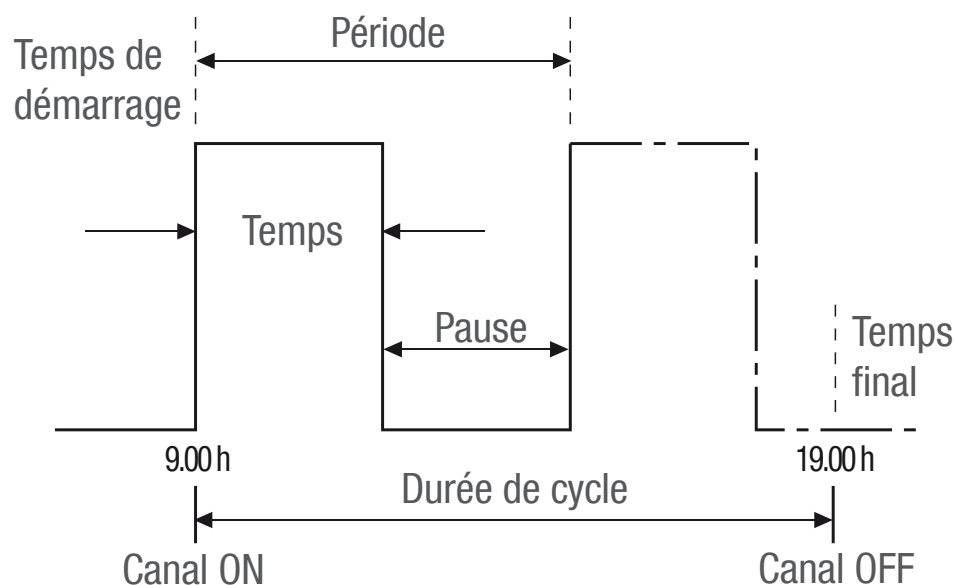 Période
Temps de
démarrage
Temps
Pause
Temps
final
9.00 h
19.00 h
Durée de cycle
Canal ON
Canal OFF